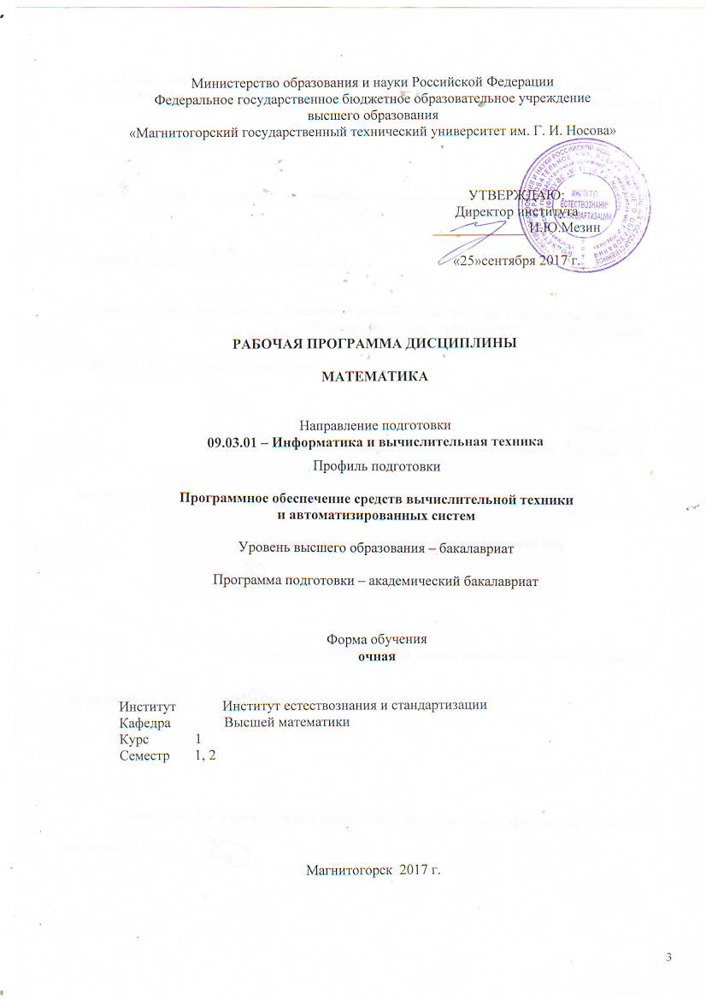 Министерство образования и науки Российской Федерации
Федеральное государственное бюджетное образовательное учреждение
высшего образования
«Магнитогорский государственный технический университет им. Г. И. Носова»
УТВЕРЖДАЮ:
Директор института
И.Ю.Мезин
«25»сентября 2017 г.
ИНСТИТУТ
ЕСТЕСТВОЗНАНИЯ
И СТАНДАРТИЗАЦИИ
РАБОЧАЯ ПРОГРАММА ДИСЦИПЛИНЫ
МАТЕМАТИКА
Направление подготовки
09.03.01 – Информатика и вычислительная техника
Профиль подготовки
Программное обеспечение средств вычислительной техники
и автоматизированных систем
Уровень высшего образования – бакалавриат
Программа подготовки – академический бакалавриат
Форма обучения
очная
Институт Институт естествознания и стандартизации
Кафедра Высшей математики
Курс 1
Семестр 1, 2
Магнитогорск 2017 г.
3